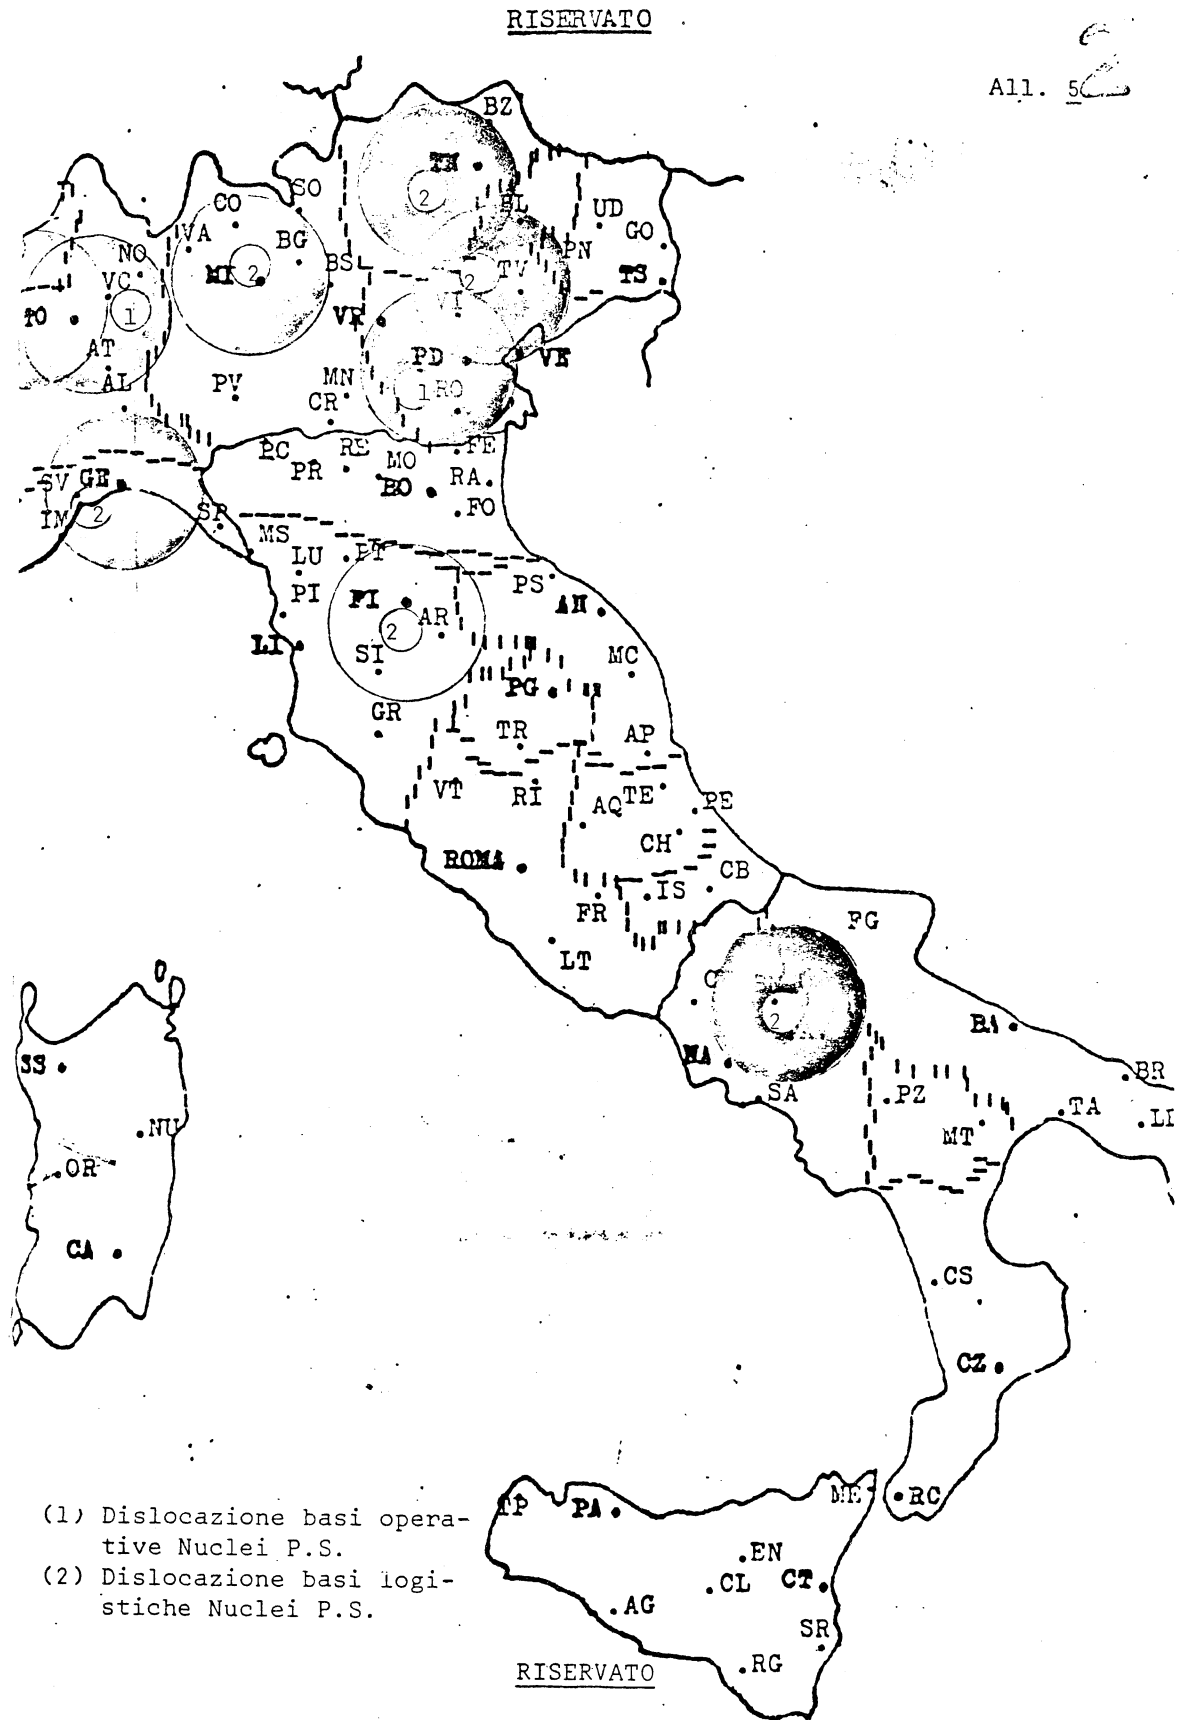 RISERVATO
All. 5 2
BZ
TN
2
SO
CO
BL
UD
VA
BG
GO
NO
PN
MI 2
BS
TV
TS
VC
2
VI
TO
1
VR
AT
PD
VE
AL
PV
MN
1 RO
CR
PC
RE
FE
PR
MO
SV GE
BO
RA
IM 2
SP
FO
MS
LU
PT
PS
PI
FI
AN
AR
2
LI
SI
MC
PG
GR
TR
AP
VT
RI
TE
PE
AQ
CH
ROMA
CB
IS
FR
FG
LT
C
2
BA
SS
NA
BR
SA
PZ
TA
NU
MT
LE
OR
CA
CS
CZ
TP
PA
ME
RC
(1) Dislocazione basi opera-
tive Nuclei P.S.
EN
(2) Dislocazione basi logi-
CL
CT
stiche Nuclei P.S.
AG
SR
RG
RISERVATO